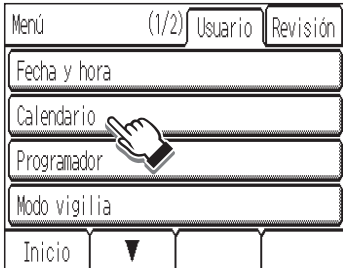 Menú (1/2) Usuario Revisión
Fecha y hora
Calendario
Programador
Modo vigilia
Inicio ▼